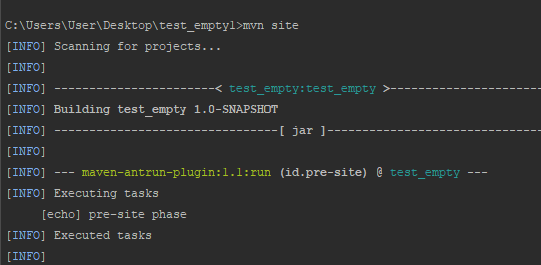 C:\Users\User\Desktop\test_empty1>mvn site
[INFO] Scanning for projects...
[INFO]
[INFO] -----------------------< test_empty:test_empty >-----------------------
[INFO] Building test_empty 1.0-SNAPSHOT
[INFO] --------------------------------[ jar ]--------------------------------
[INFO]
[INFO] --- maven-antrun-plugin:1.1:run (id.pre-site) @ test_empty ---
[INFO] Executing tasks
[echo] pre-site phase
[INFO] Executed tasks
[INFO]